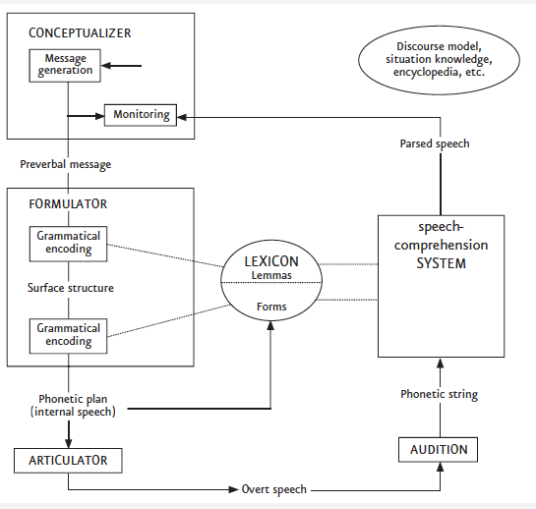 CONCEPTUALIZER
Message
generation
Monitoring
Discourse model,
situation knowledge,
encyclopedia, etc.
Parsed speech
Preverbal message
FORMULATOR
Grammatical
encoding
Surface structure
Grammatical
encoding
LEXICON
Lemmas
Forms
speech-
comprehension
SYSTEM
Phonetic plan
(internal speech)
Phonetic string
ARTICULATOR
AUDITION
Overt speech